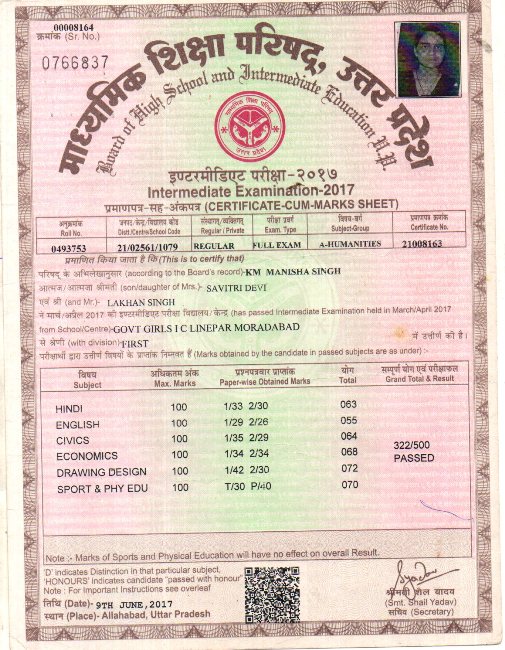 00008164
क्रमांक (Sr. No.)
0766837
माध्यमिक शिक्षा परिषद्, उत्तर प्रदेश
Board of High School and Intermediate Education U.P.
इण्टरमीडिएट परीक्षा-२०१७
Intermediate Examination-2017
प्रमाणपत्र-सह-अंकपत्र (CERTIFICATE-CUM-MARKS SHEET)
अनुक्रमांक जनपद/केन्द्र/विद्यालय कोड संस्थागत/व्यक्तिगत परीक्षा प्रकार विषय-वर्ग प्रमाणपत्र क्रमांक
Roll No. Distt./Centre/School Code Regular / Private Exam. Type Subject-Group Certificate No.
0493753 21/02561/1079 REGULAR FULL EXAM A-HUMANITIES 21008163
प्रमाणित किया जाता है कि (This is to certify that)
परिषद् के अभिलेखानुसार (according to the Board's record)- KM MANISHA SINGH
आत्मज/आत्मजा श्रीमती (son/daughter of Mrs.)- SAVITRI DEVI
एवं श्री (and Mr.)- LAKHAN SINGH
ने मार्च/अप्रैल 2017 की इण्टरमीडिएट परीक्षा विद्यालय/केन्द्र (has passed Intermediate Examination held in March/April 2017
from School/Centre)- GOVT GIRLS I C LINEPAR MORADABAD
से श्रेणी (with division) FIRST में उत्तीर्ण की है।
परीक्षार्थी द्वारा उत्तीर्ण विषयों के प्राप्तांक निम्नवत हैं (Marks obtained by the candidate in passed subjects are as under) :-
विषय अधिकतम अंक प्रश्नपत्रवार प्राप्तांक योग सम्पूर्ण योग एवं परीक्षाफल
Subject Max. Marks Paper-wise Obtained Marks Total Grand Total & Result
HINDI 100 1/33 2/30 063
ENGLISH 100 1/29 2/26 055
CIVICS 100 1/35 2/29 064
ECONOMICS 100 1/34 2/34 068
322/500
PASSED
DRAWING DESIGN 100 1/42 2/30 072
SPORT & PHY EDU 100 T/30 P/40 070
Note :- Marks of Sports and Physical Education will have no effect on overall Result.
'D' indicates Distinction in that particular subject,
'HONOURS' indicates candidate "passed with honour"
Note : For Important Instructions see overleaf
तिथि (Date)- 9TH JUNE, 2017
स्थान (Place)- Allahabad, Uttar Pradesh
श्रीमती शैल यादव
(Smt. Shail Yadav)
सचिव (Secretary)